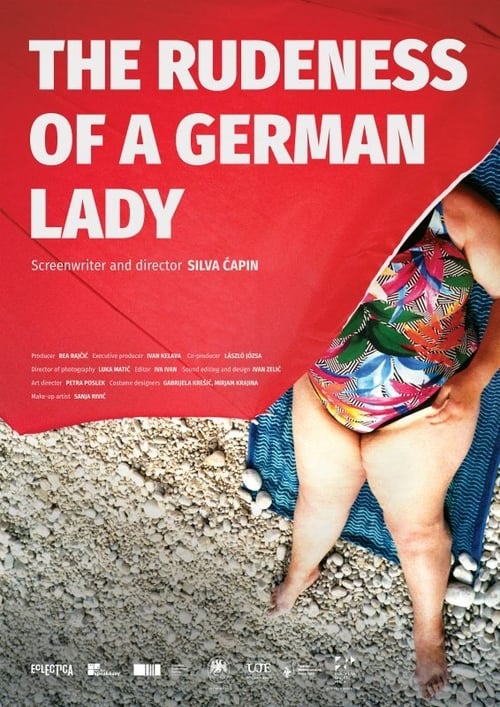 THE RUDENESS
OF A GERMAN
LADY
Screenwriter and director SILVA ĆAPIN
Producer REA RAJČIĆ Executive producer IVAN KELAVA Co-producer LÁSZLÓ JÓZSA
Director of photography LUKA MATIĆ Editor IVA IVAN Sound editing and design IVAN ZELIĆ
Art director PETRA POSLEK Costume designers GABRIJELA KREŠIĆ, MIRJAM KRAJINA
Make-up artist SANJA RIVIĆ
ECLECTICA
UJE